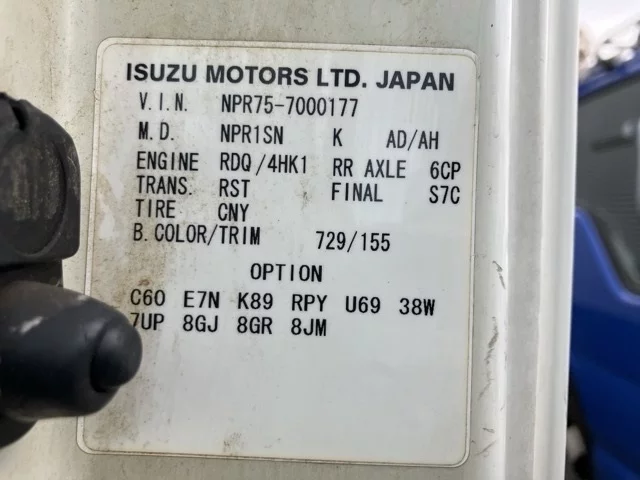 ISUZU MOTORS LTD. JAPAN
V.I.N. NPR75-7000177
M.D. NPR1SN K AD/AH
ENGINE RDQ/4HK1 RR AXLE 6CP
TRANS. RST FINAL S7C
TIRE CNY
B.COLOR/TRIM 729/155
OPTION
C60 E7N K89 RPY U69 38W
7UP 8GJ 8GR 8JM